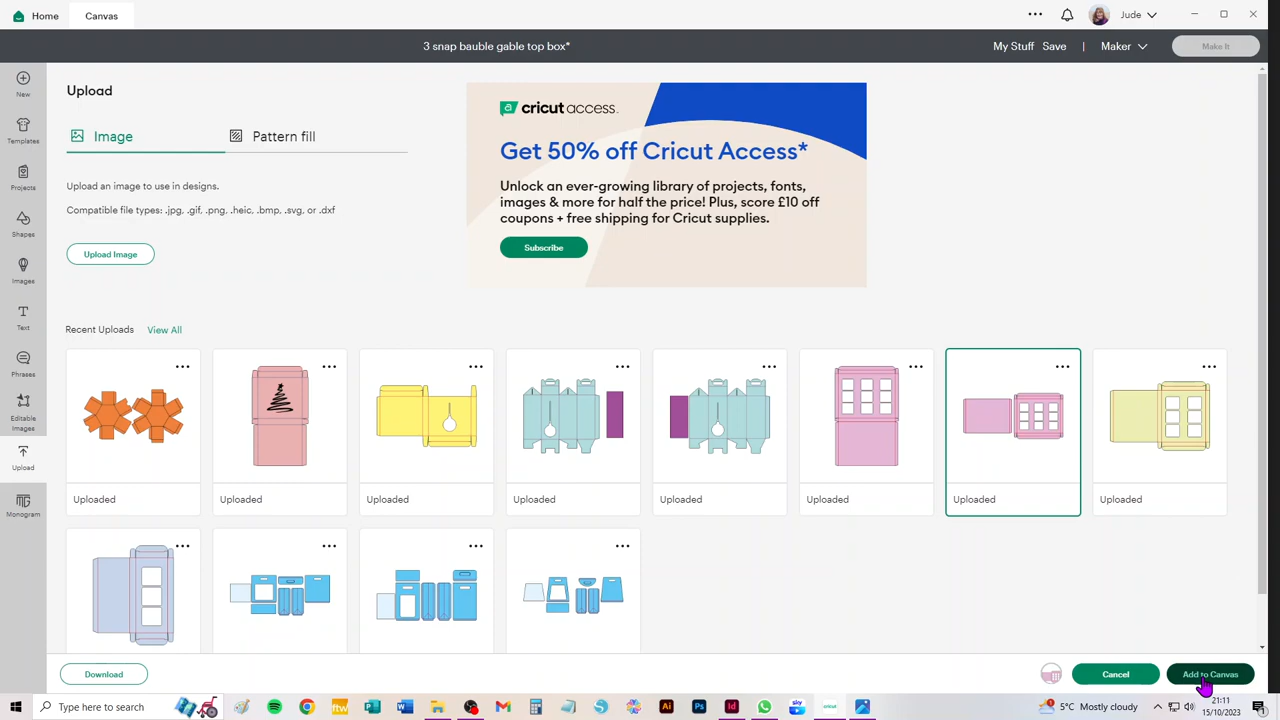 Home
Canvas
Jude
3 snap bauble gable top box*
My Stuff
Save
|
Maker
Make It
New
Templates
Projects
Shapes
Images
Text
Phrases
Editable
Images
Upload
Monogram
Upload
Image
Pattern fill
Upload an image to use in designs.
Compatible file types: .jpg, .gif, .png, .heic, .bmp, .svg, or .dxf
Upload Image
cricut access.
Get 50% off Cricut Access*
Unlock an ever-growing library of projects, fonts,
images & more for half the price! Plus, score £10 off
coupons + free shipping for Cricut supplies.
Subscribe
Recent Uploads
View All
Uploaded
Uploaded
Uploaded
Uploaded
Uploaded
Uploaded
Uploaded
Uploaded
Download
Cancel
Add to Canvas
Type here to search
ftw
sky
cricut
5°C Mostly cloudy
21:11
15/10/2023